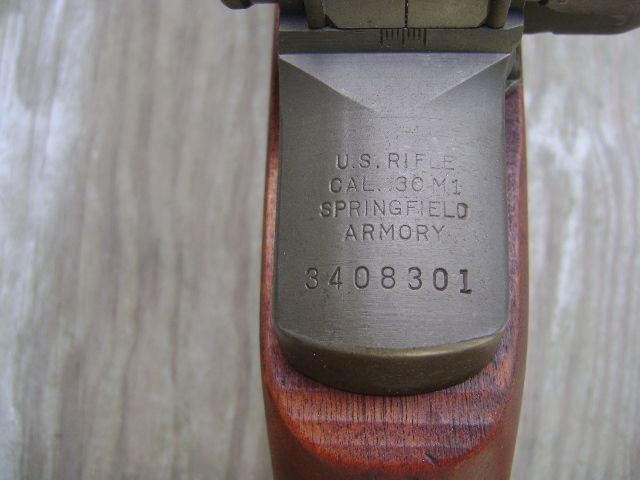 U.S. RIFLE
CAL. .30 M1
SPRINGFIELD
ARMORY
3408301